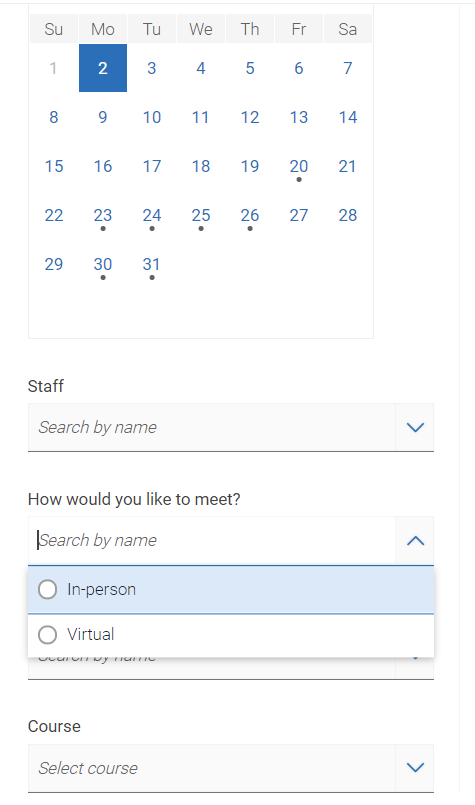 Su Mo Tu We Th Fr Sa
1 2 3 4 5 6 7
8 9 10 11 12 13 14
15 16 17 18 19 20 21
22 23 24 25 26 27 28
29 30 31
Staff
Search by name
How would you like to meet?
Search by name
In-person
Virtual
Search by name
Course
Select course